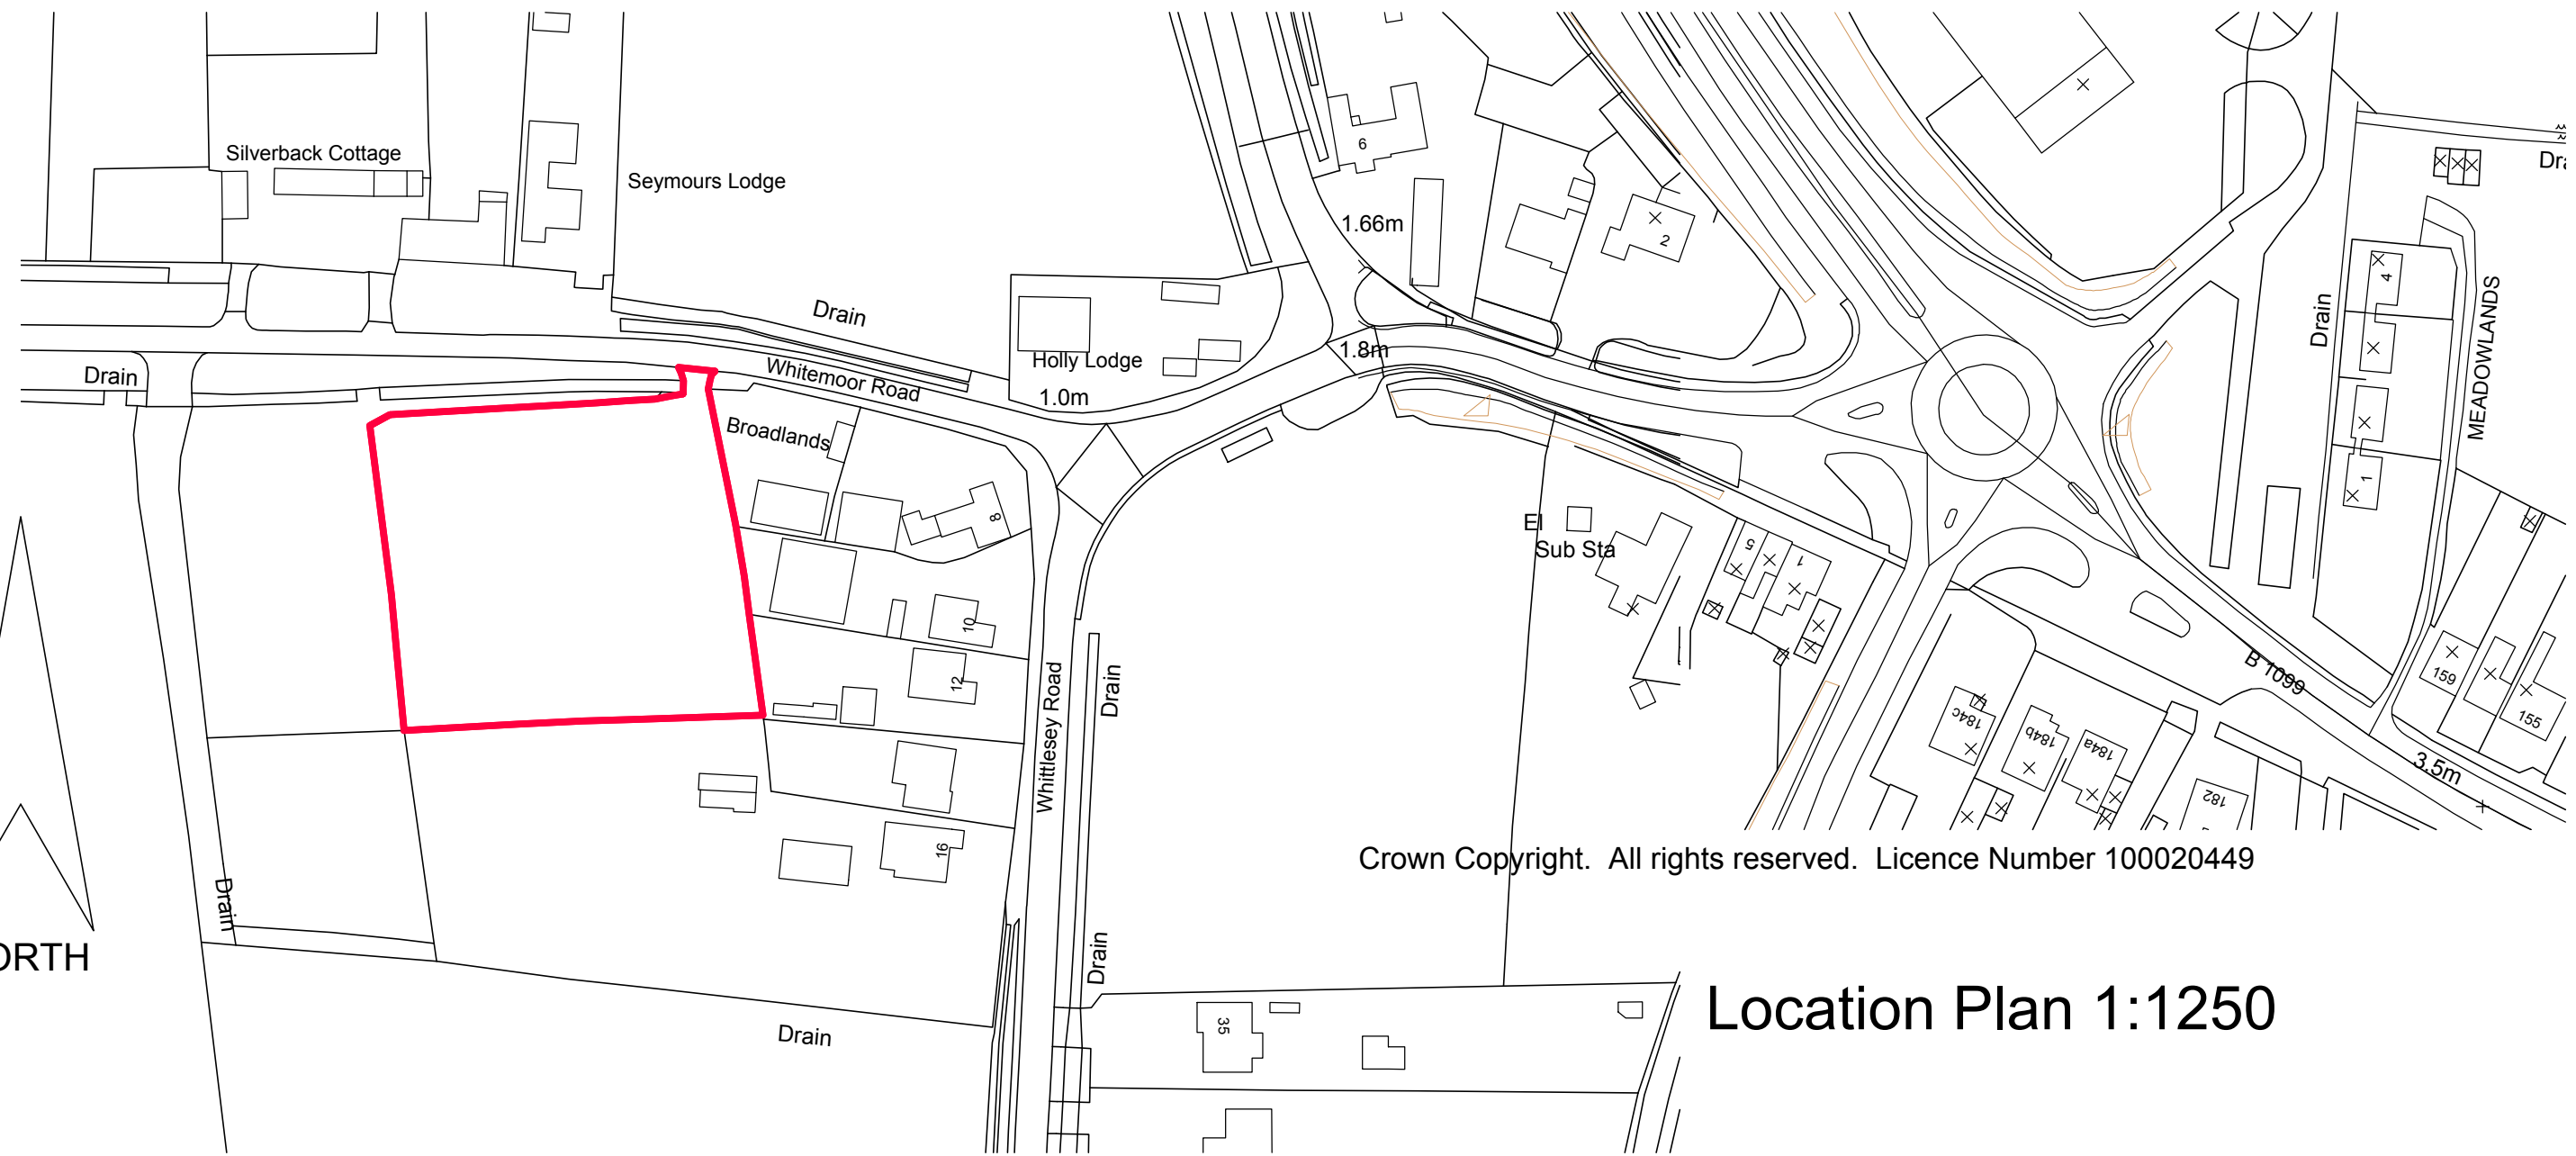 Silverback Cottage
Seymours Lodge
6
1.66m
2
Drain
Drain
Holly Lodge
1.8m
1.0m
Whitemoor Road
Drain
Broadlands
8
10
12
16
Whittlesey Road
Drain
Drain
Drain
Drain
El
Sub Sta
5
1
Drain
4
1
MEADOWLANDS
B 1099
159
155
184c
184b
184a
182
3.5m
35
ORTH
Crown Copyright. All rights reserved. Licence Number 100020449
Location Plan 1:1250